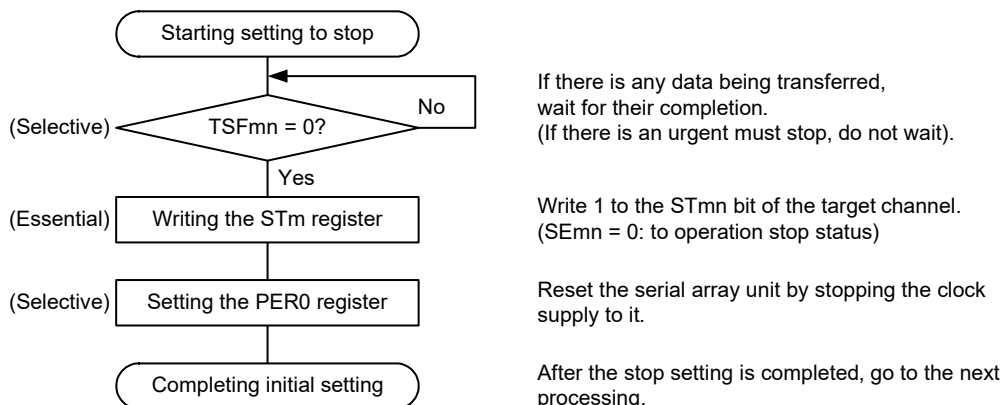 Starting setting to stop
No
If there is any data being transferred,
wait for their completion.
(If there is an urgent must stop, do not wait).
(Selective)
TSFmn = 0?
Yes
(Essential)
Writing the STm register
Write 1 to the STmn bit of the target channel.
(SEmn = 0: to operation stop status)
(Selective)
Setting the PER0 register
Reset the serial array unit by stopping the clock
supply to it.
Completing initial setting
After the stop setting is completed, go to the next
processing.